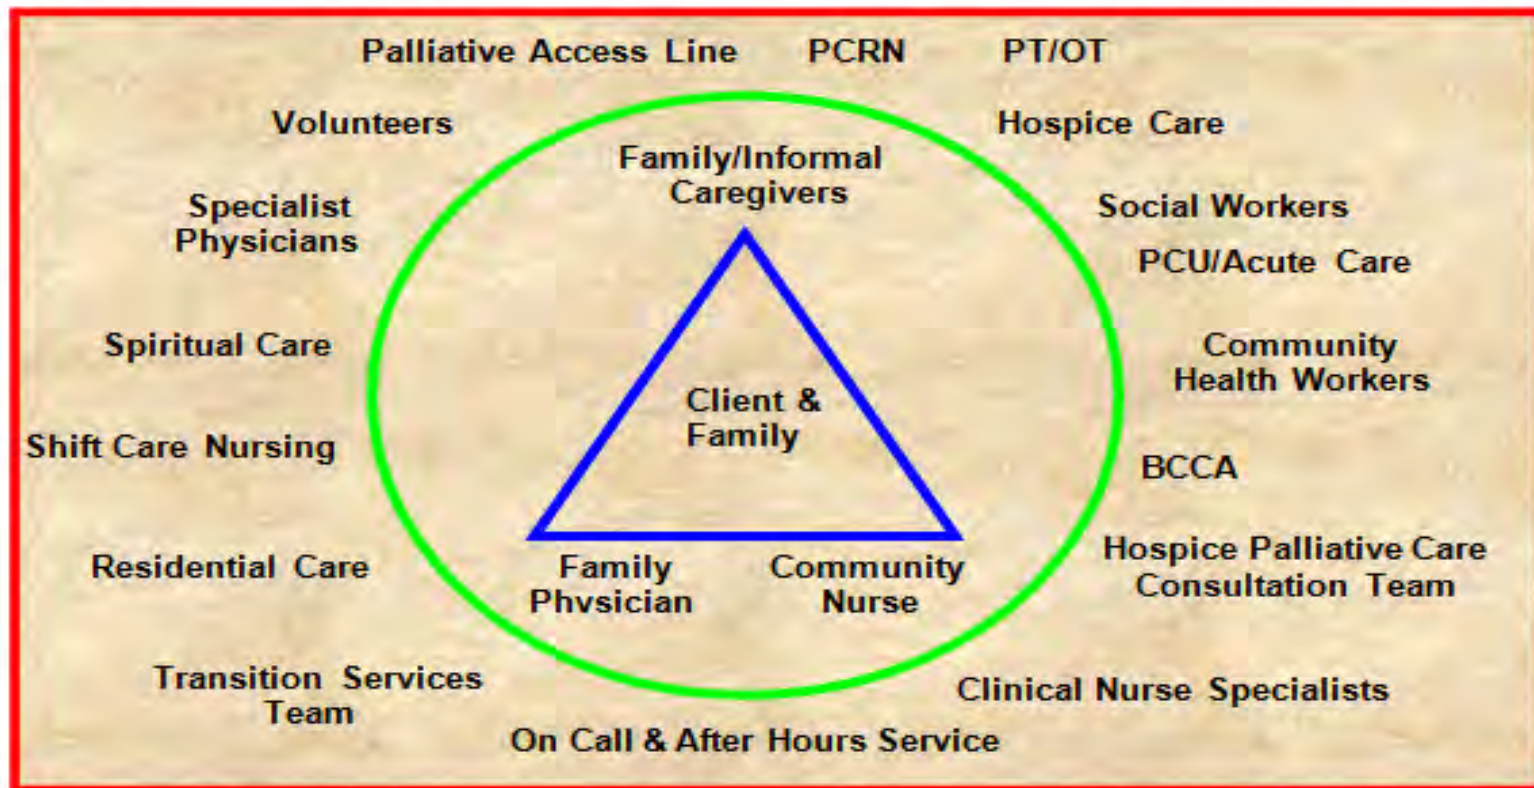 Palliative Access Line PCRN PT/OT
Volunteers Hospice Care
Family/Informal
Caregivers
Specialist
Physicians
Social Workers
PCU/Acute Care
Spiritual Care
Community
Health Workers
Client &
Family
Shift Care Nursing
BCCA
Residential Care
Family
Phvsician
Community
Nurse
Hospice Palliative Care
Consultation Team
Transition Services
Team
Clinical Nurse Specialists
On Call & After Hours Service